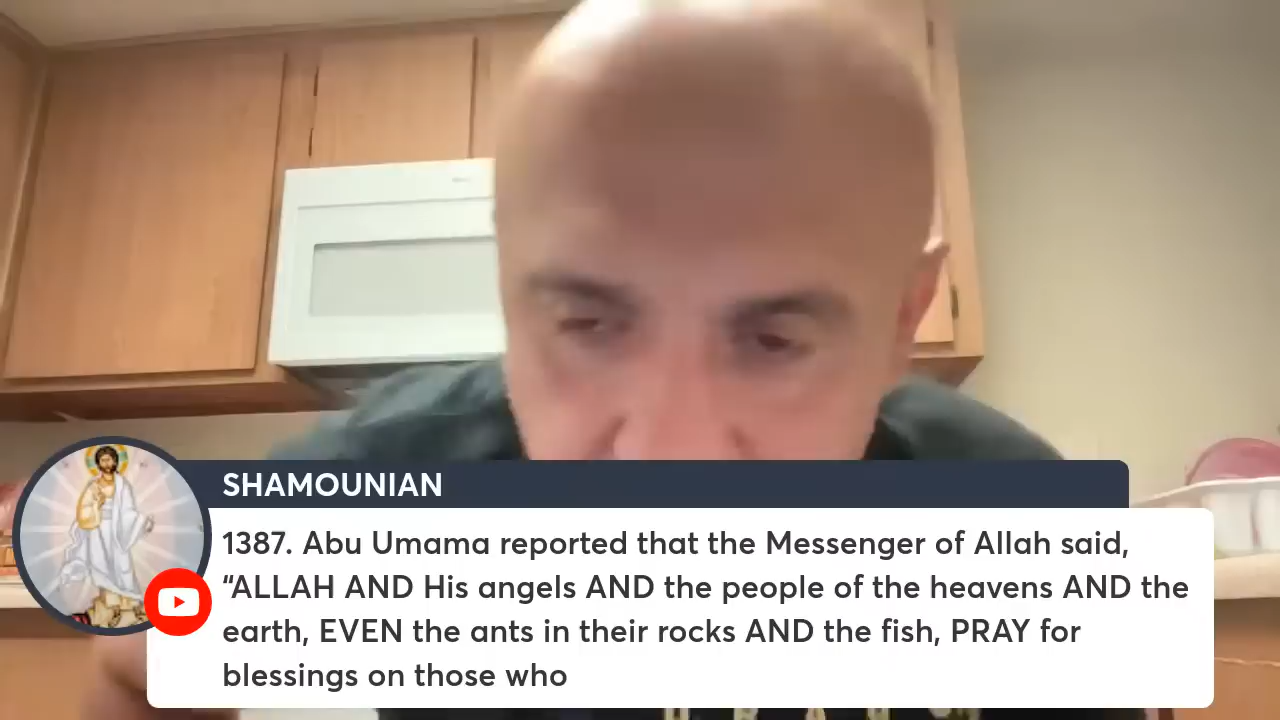 SHAMOUNIAN
1387. Abu Umama reported that the Messenger of Allah said,
“ALLAH AND His angels AND the people of the heavens AND the
earth, EVEN the ants in their rocks AND the fish, PRAY for
blessings on those who